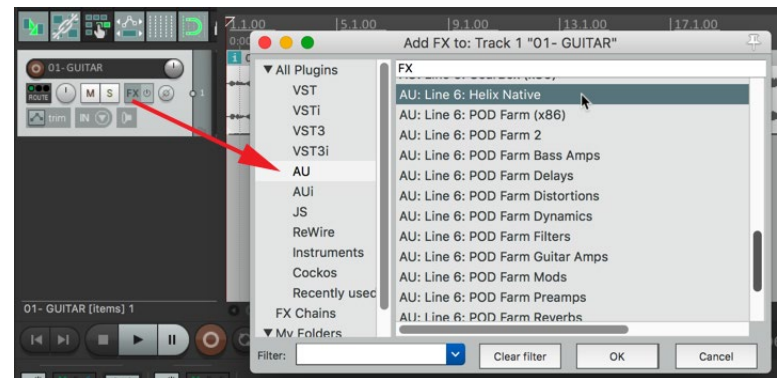 1.1.00
5.1.00
9.1.00
13.1.00
17.1.00
0:00
Add FX to: Track 1 "01- GUITAR"
01-GUITAR
ROUTE
M
S
FX
1
trim
IN
▼ All Plugins
VST
VSTi
VST3
VST3i
AU
AUi
JS
ReWire
Instruments
Cockos
Recently used
FX Chains
▼ My Folders
FX
AU: Line 6: Helix Native
AU: Line 6: POD Farm (x86)
AU: Line 6: POD Farm 2
AU: Line 6: POD Farm Bass Amps
AU: Line 6: POD Farm Delays
AU: Line 6: POD Farm Distortions
AU: Line 6: POD Farm Dynamics
AU: Line 6: POD Farm Filters
AU: Line 6: POD Farm Guitar Amps
AU: Line 6: POD Farm Mods
AU: Line 6: POD Farm Preamps
AU: Line 6: POD Farm Reverbs
01- GUITAR [items] 1
Filter:
Clear filter
OK
Cancel